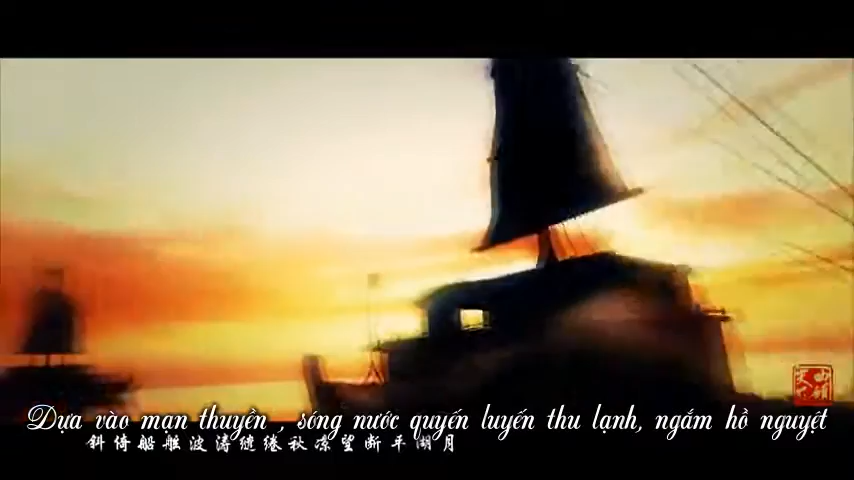 Dựa vào mạn thuyền , sóng nước quyến luyến thu lạnh, ngắm hồ nguyệt
斜倚船舷波涛缱绻秋凉望断平湖月